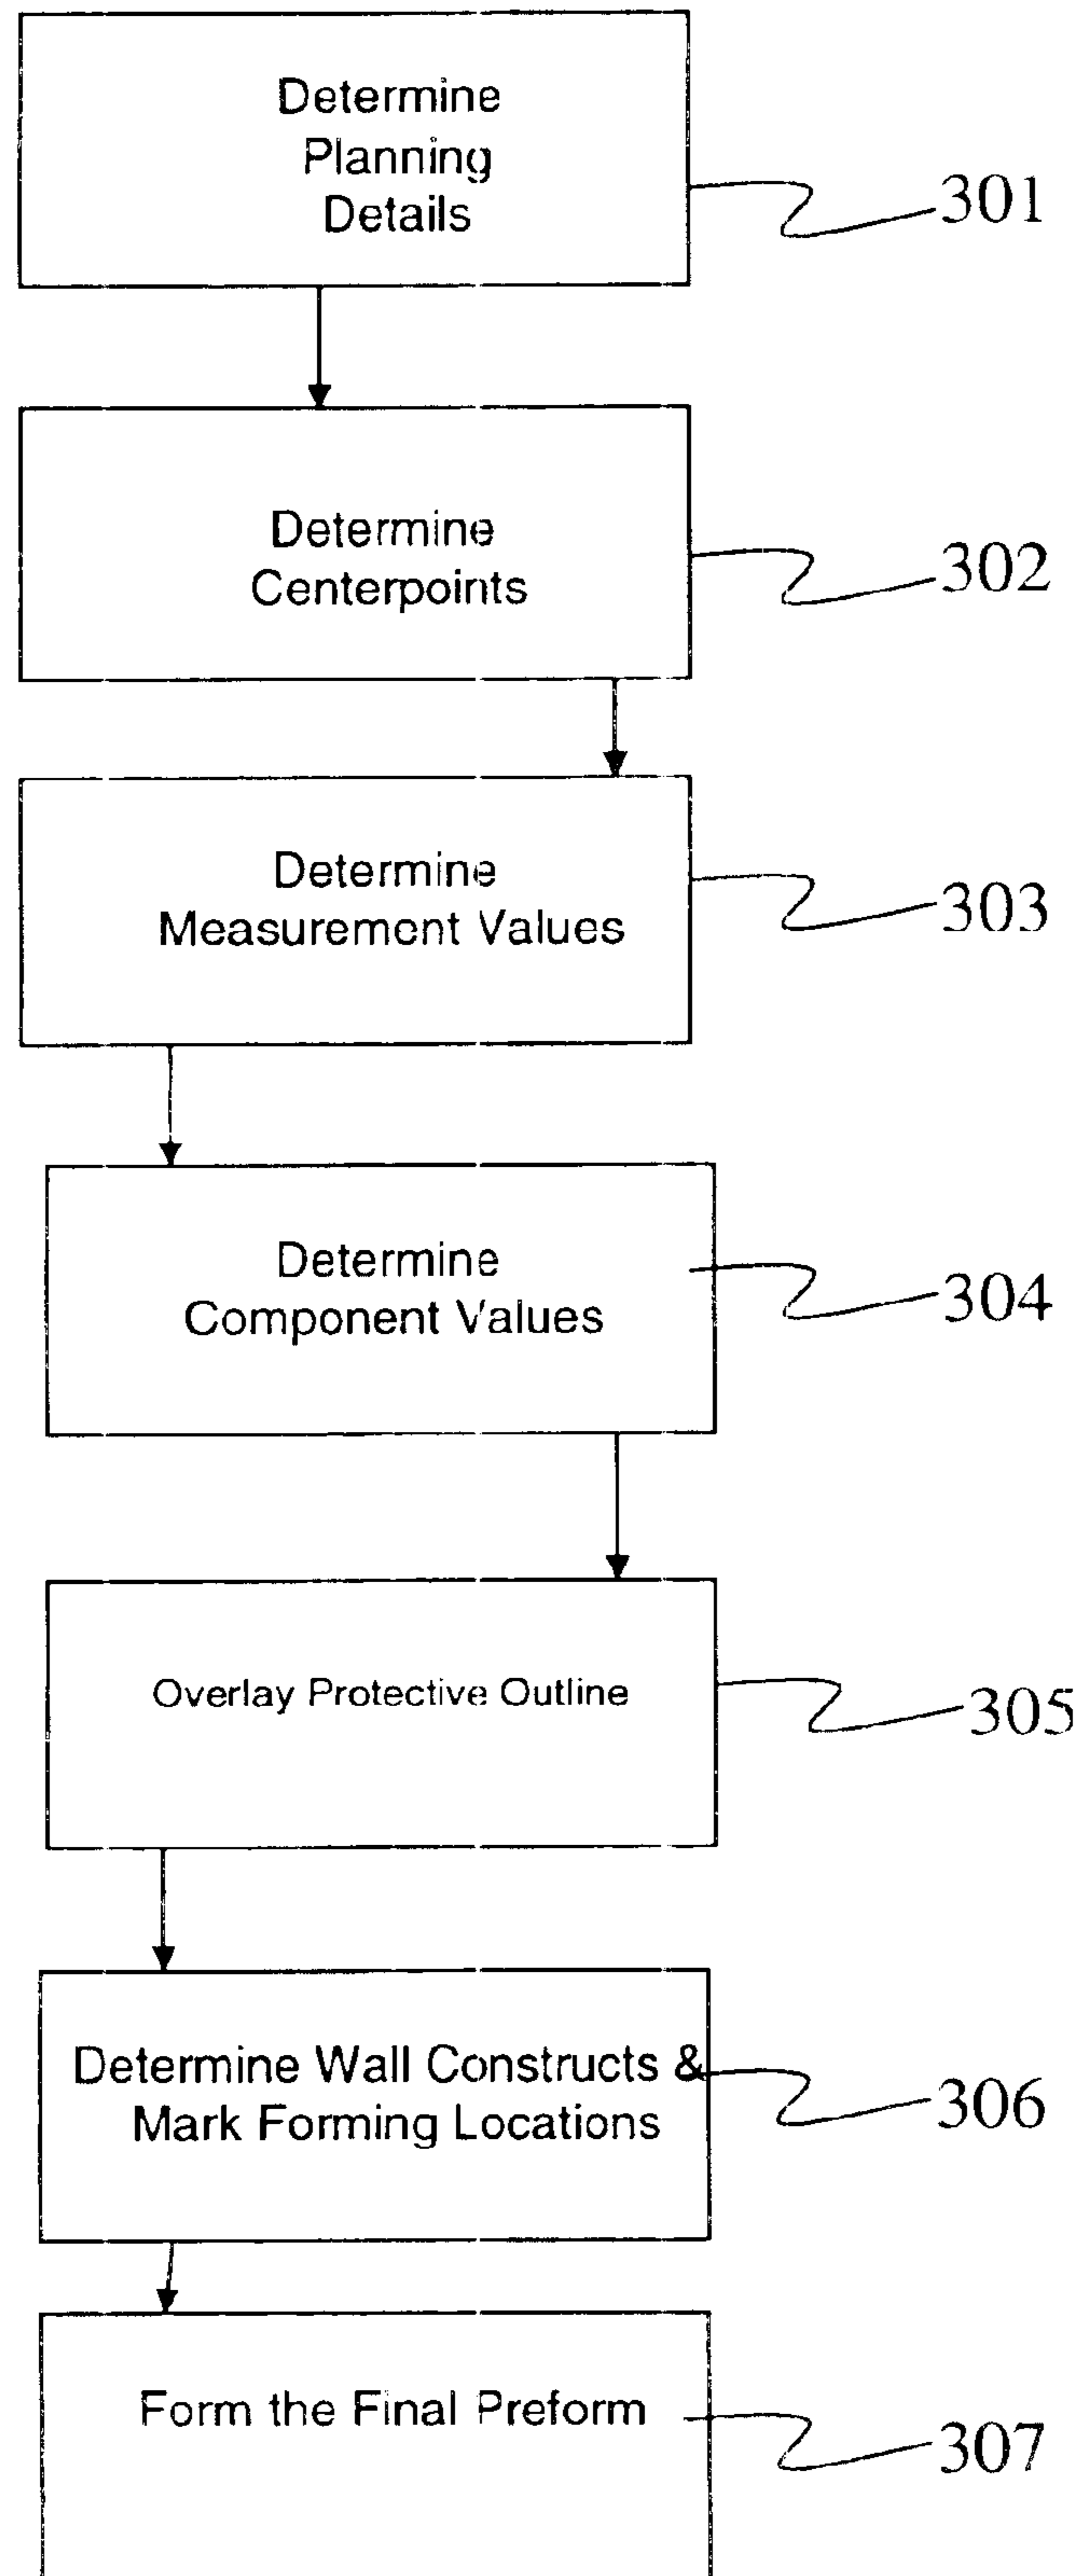 Determine
Planning
Details
301
Determine
Centerpoints
302
Determine
Measurement Values
303
Determine
Component Values
304
Overlay Protective Outline
305
Determine Wall Constructs &
Mark Forming Locations
306
Form the Final Preform
307